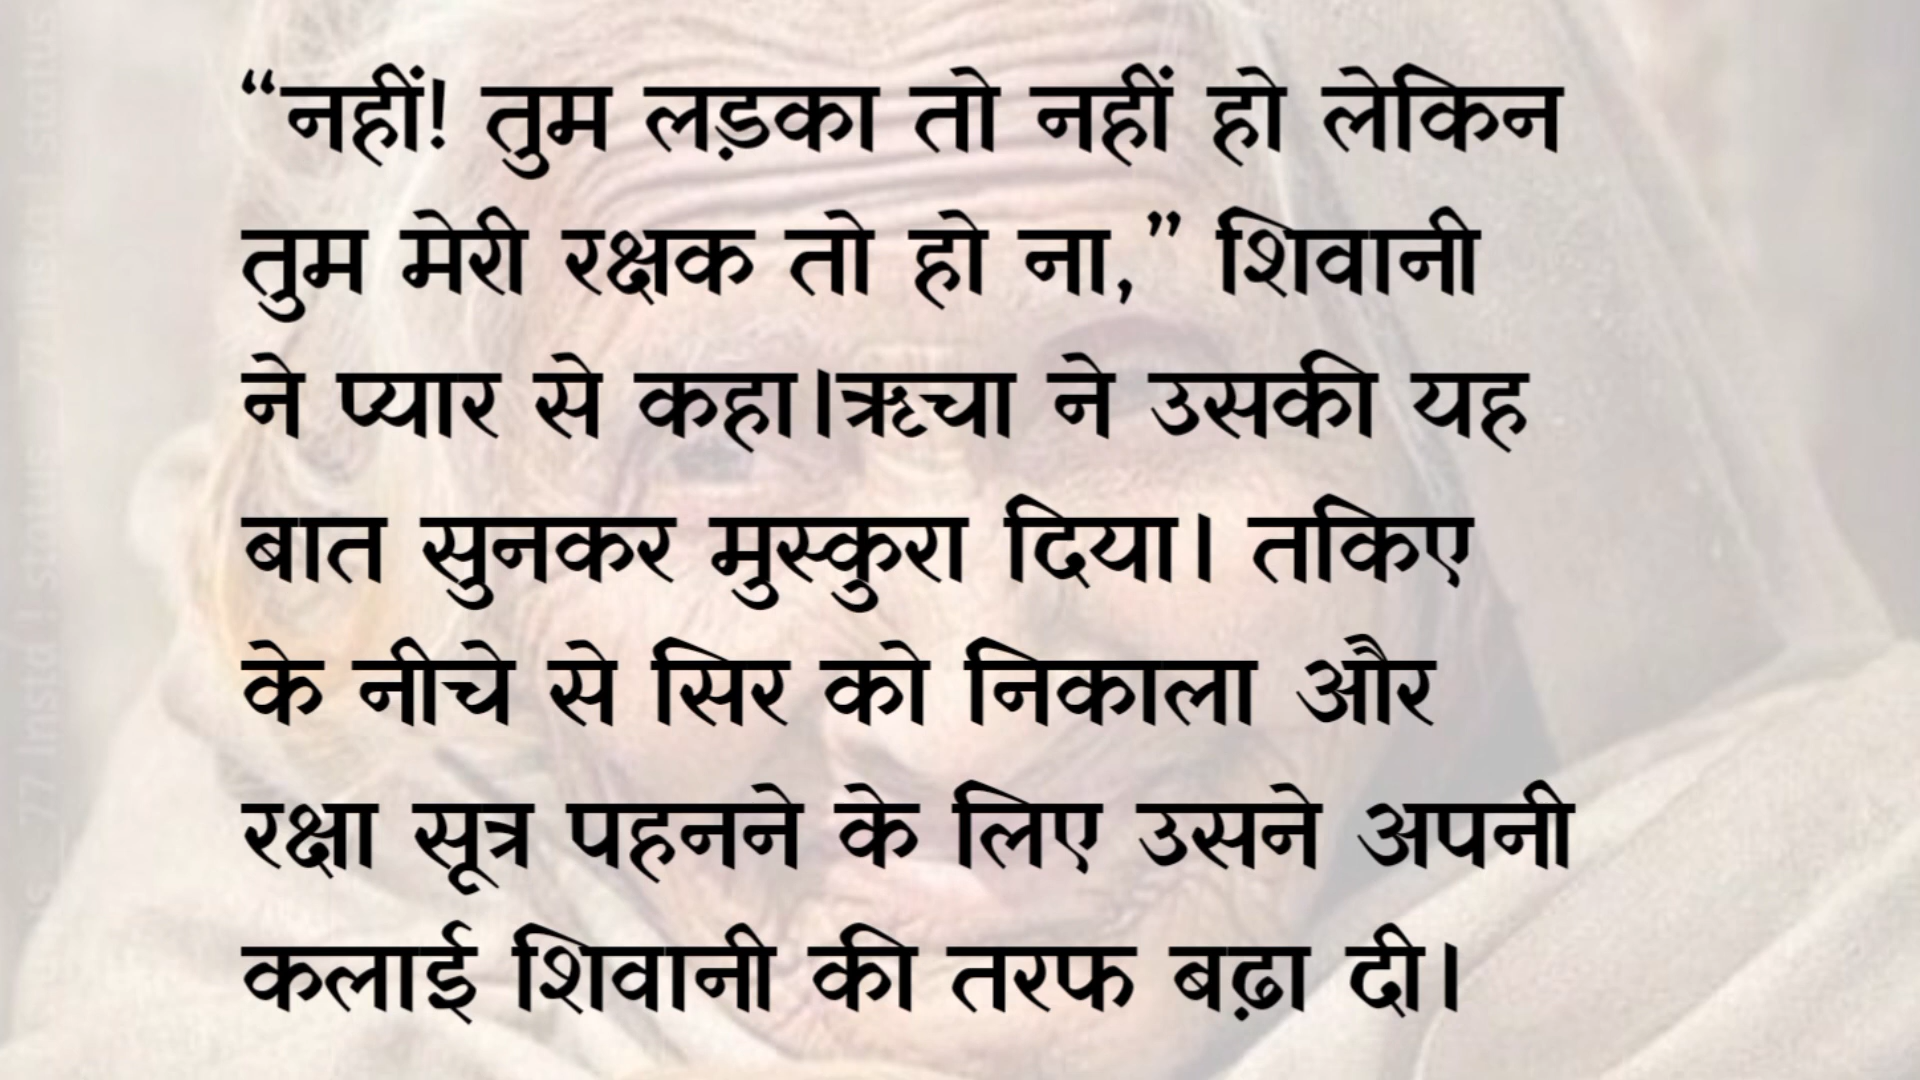 “नहीं! तुम लड़का तो नहीं हो लेकिन
तुम मेरी रक्षक तो हो ना,” शिवानी
ने प्यार से कहा।ऋचा ने उसकी यह
बात सुनकर मुस्कुरा दिया। तकिए
के नीचे से सिर को निकाला और
रक्षा सूत्र पहनने के लिए उसने अपनी
कलाई शिवानी की तरफ बढ़ा दी।